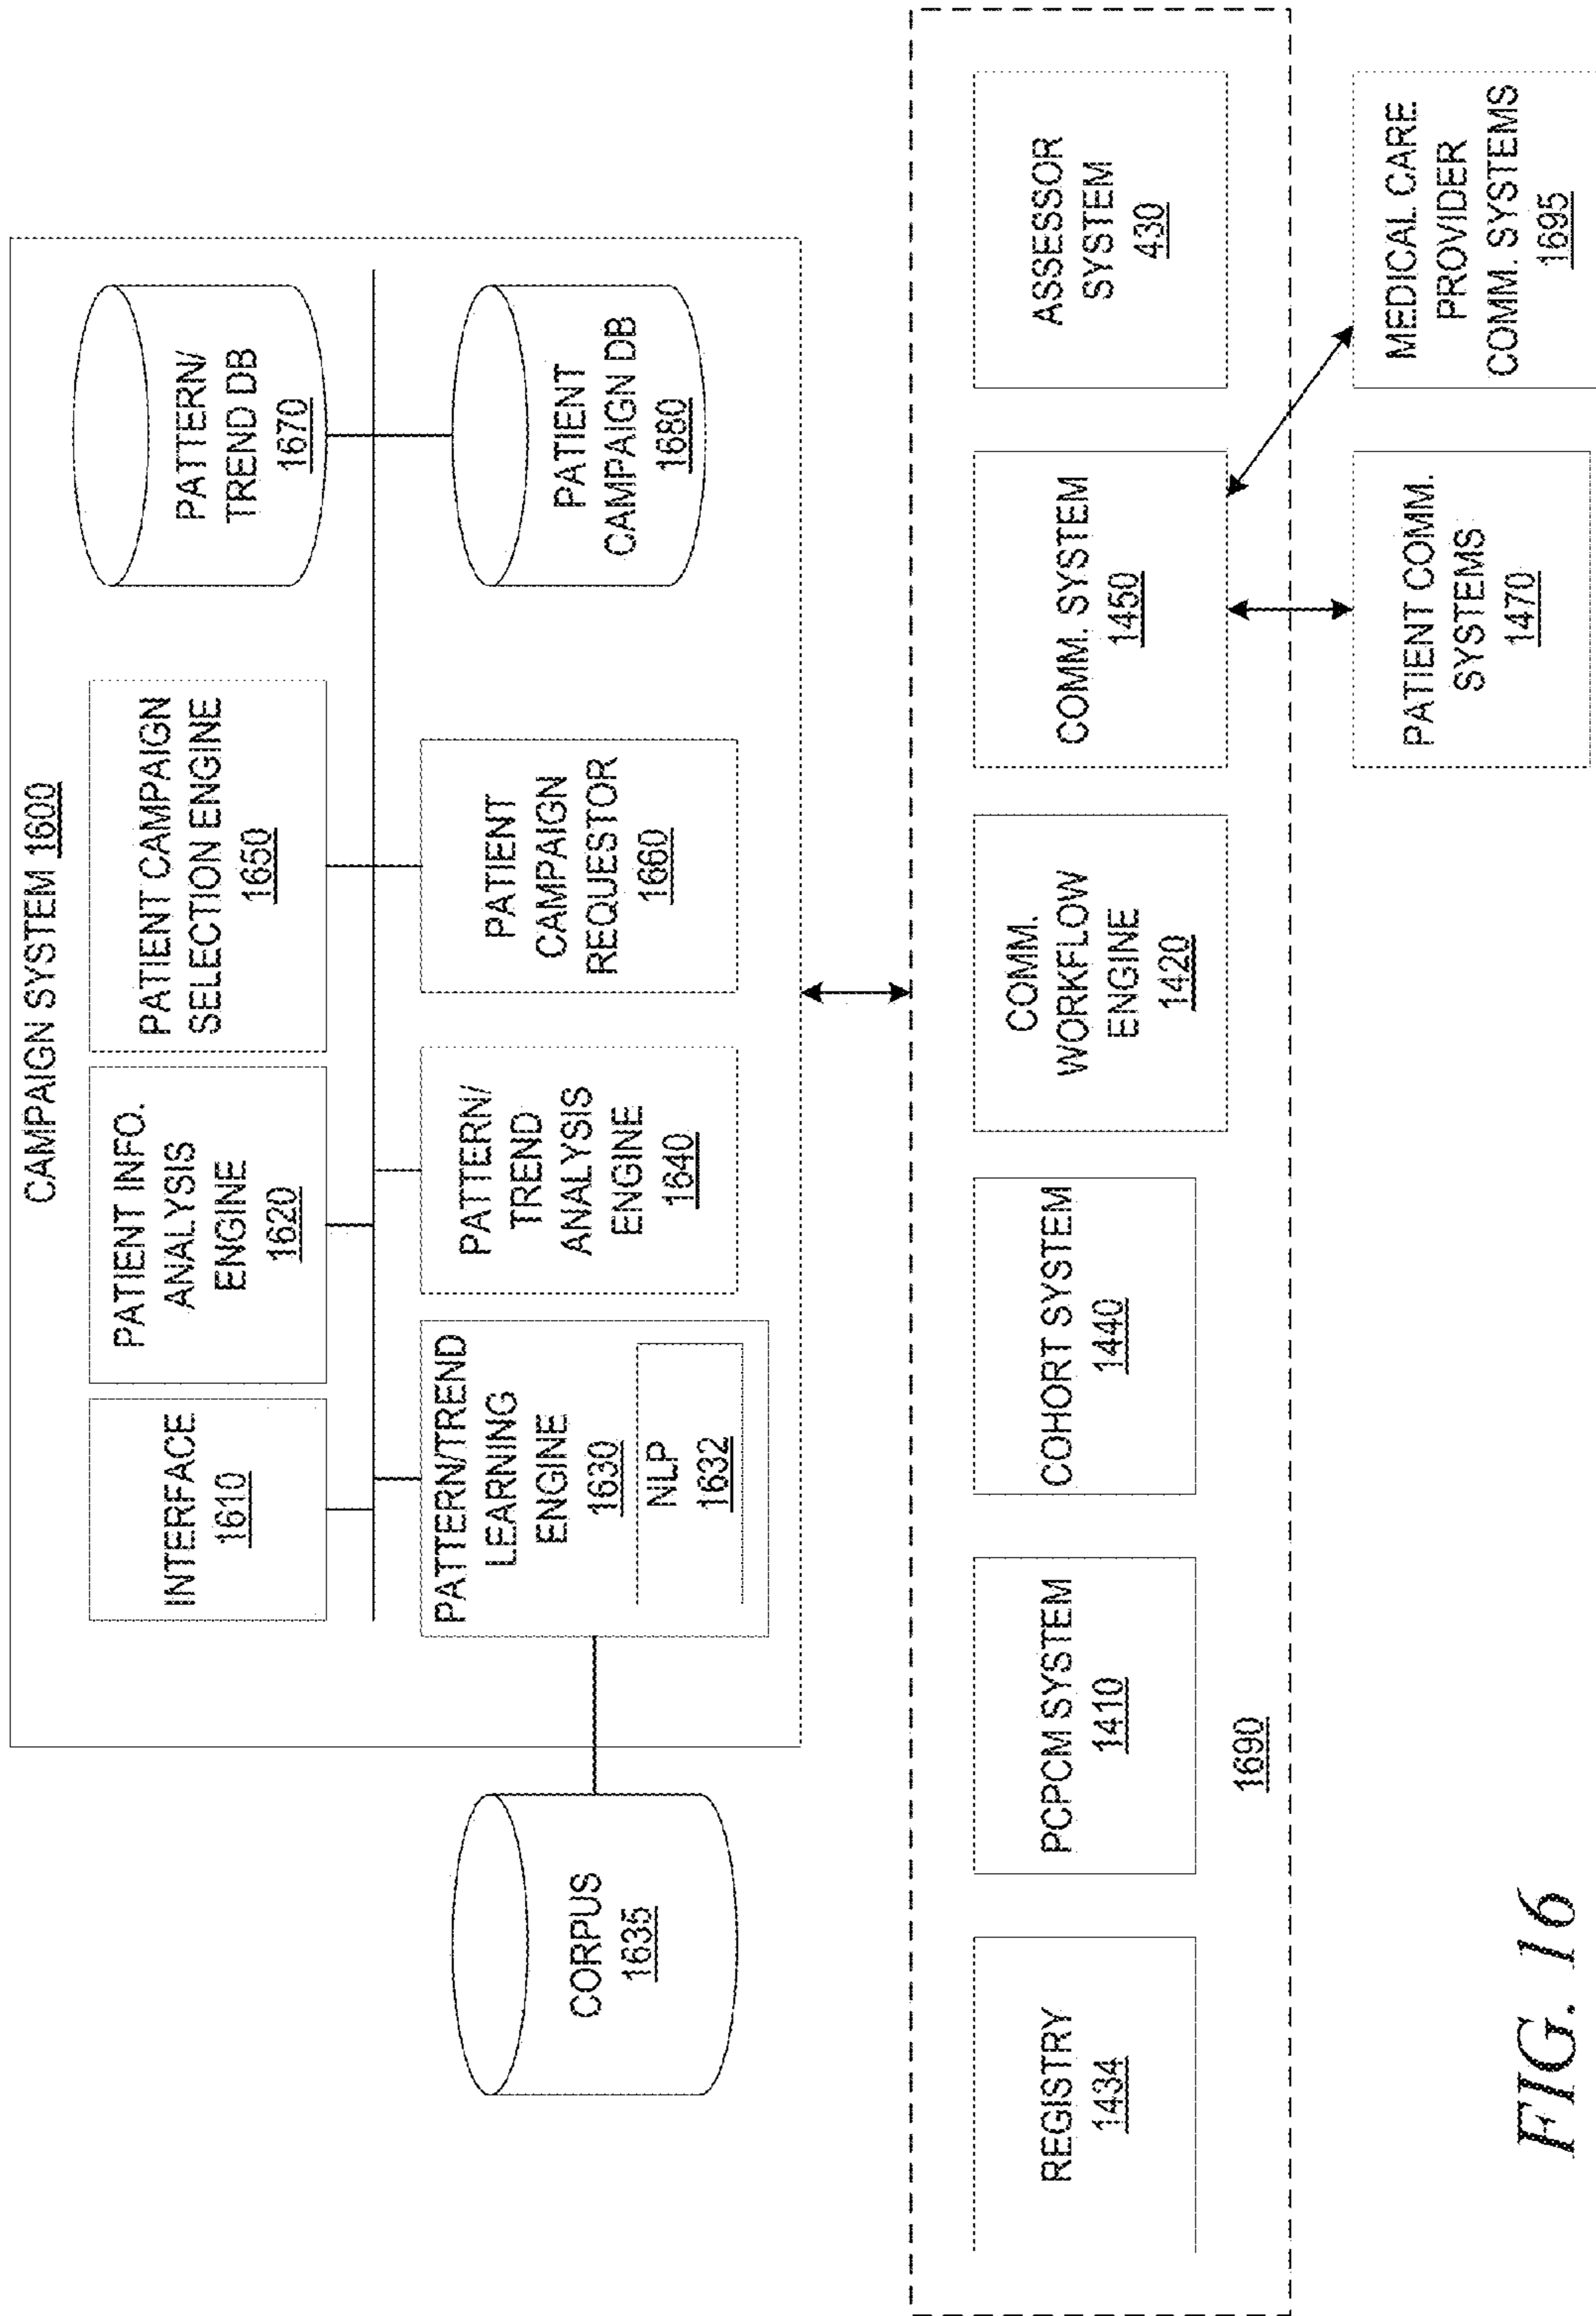 CAMPAIGN SYSTEM 1600
INTERFACE
1610
PATIENT INFO.
ANALYSIS
ENGINE
1620
PATIENT CAMPAIGN
SELECTION ENGINE
1650
PATTERN/
TREND DB
1670
CORPUS
1635
PATTERN/TREND
LEARNING
ENGINE
1630
NLP
1632
PATTERN/
TREND
ANALYSIS
ENGINE
1640
PATIENT
CAMPAIGN
REQUESTOR
1660
PATIENT
CAMPAIGN DB
1680
REGISTRY
1434
PCPCM SYSTEM
1410
COHORT SYSTEM
1440
COMM.
WORKFLOW
ENGINE
1420
COMM. SYSTEM
1450
ASSESSOR
SYSTEM
430
1690
PATIENT COMM.
SYSTEMS
1470
MEDICAL CARE
PROVIDER
COMM. SYSTEMS
1695
FIG. 16